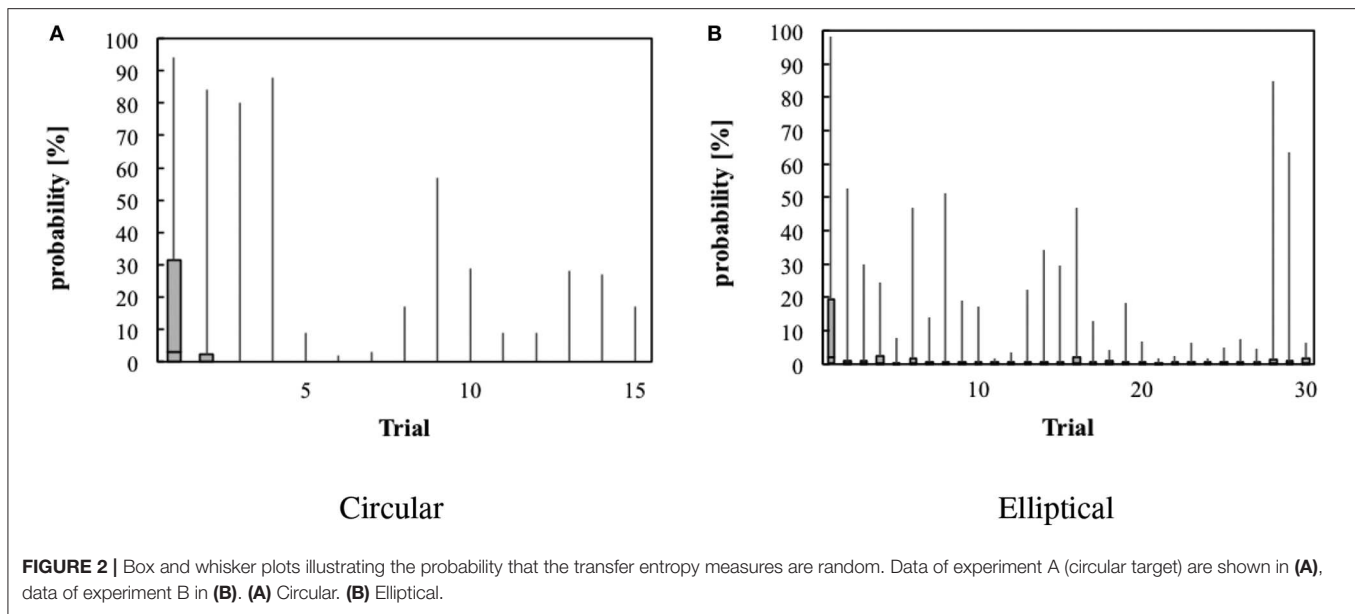 A
100
90
80
70
60
50
40
30
20
10
0
probability [%]
5 10 15
Trial
Circular
B
100
90
80
70
60
50
40
30
20
10
0
probability [%]
10 20 30
Trial
Elliptical
FIGURE 2 | Box and whisker plots illustrating the probability that the transfer entropy measures are random. Data of experiment A (circular target) are shown in (A),
data of experiment B in (B). (A) Circular. (B) Elliptical.